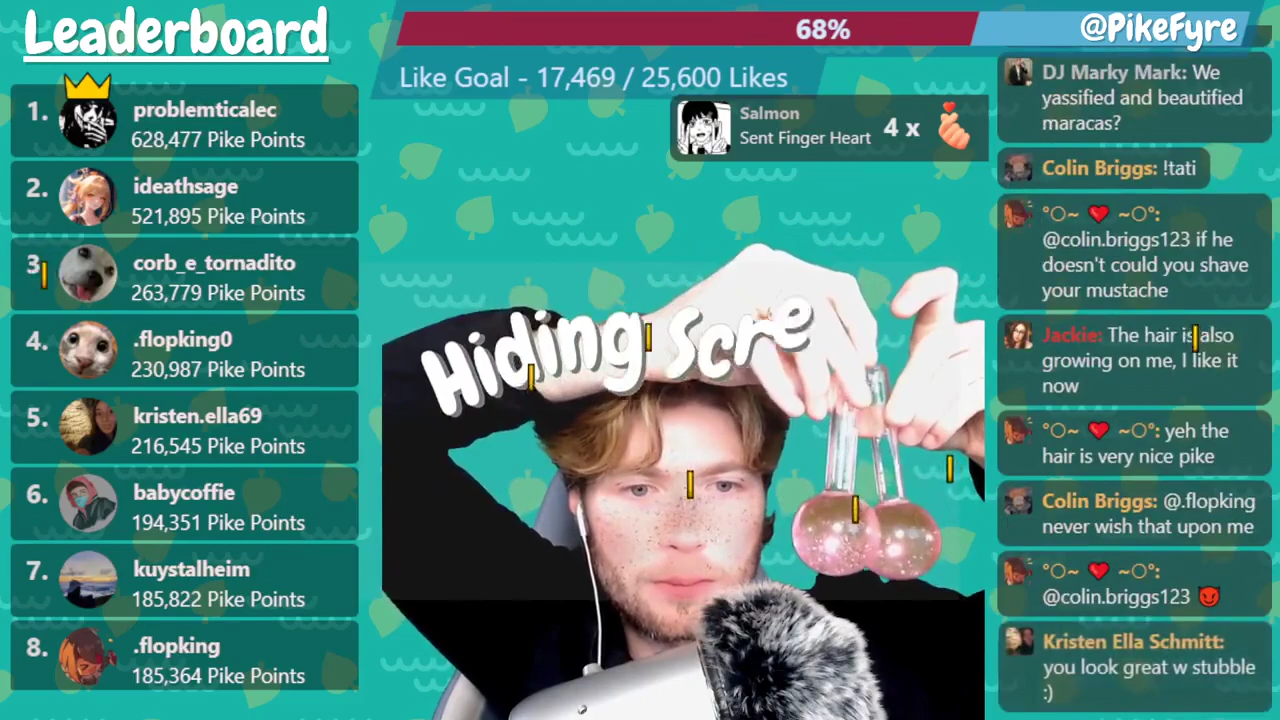 Leaderboard
1. problemticalec
628,477 Pike Points
2. ideathsage
521,895 Pike Points
3 corb_e_tornadito
263,779 Pike Points
4. .flopking0
230,987 Pike Points
5. kristen.ella69
216,545 Pike Points
6. babycoffie
194,351 Pike Points
7. kuystalheim
185,822 Pike Points
8. .flopking
185,364 Pike Points
68%
Like Goal - 17,469 / 25,600 Likes
Salmon
Sent Finger Heart 4 x
Hiding Scre
@PikeFyre
DJ Marky Mark: We
yassified and beautified
maracas?
Colin Briggs: !tati
°○~ ♥ ~○°:
@colin.briggs123 if he
doesn't could you shave
your mustache
Jackie: The hair is also
growing on me, I like it
now
°○~ ♥ ~○°: yeh the
hair is very nice pike
Colin Briggs: @.flopking
never wish that upon me
°○~ ♥ ~○°:
@colin.briggs123 😈
Kristen Ella Schmitt:
you look great w stubble
:)